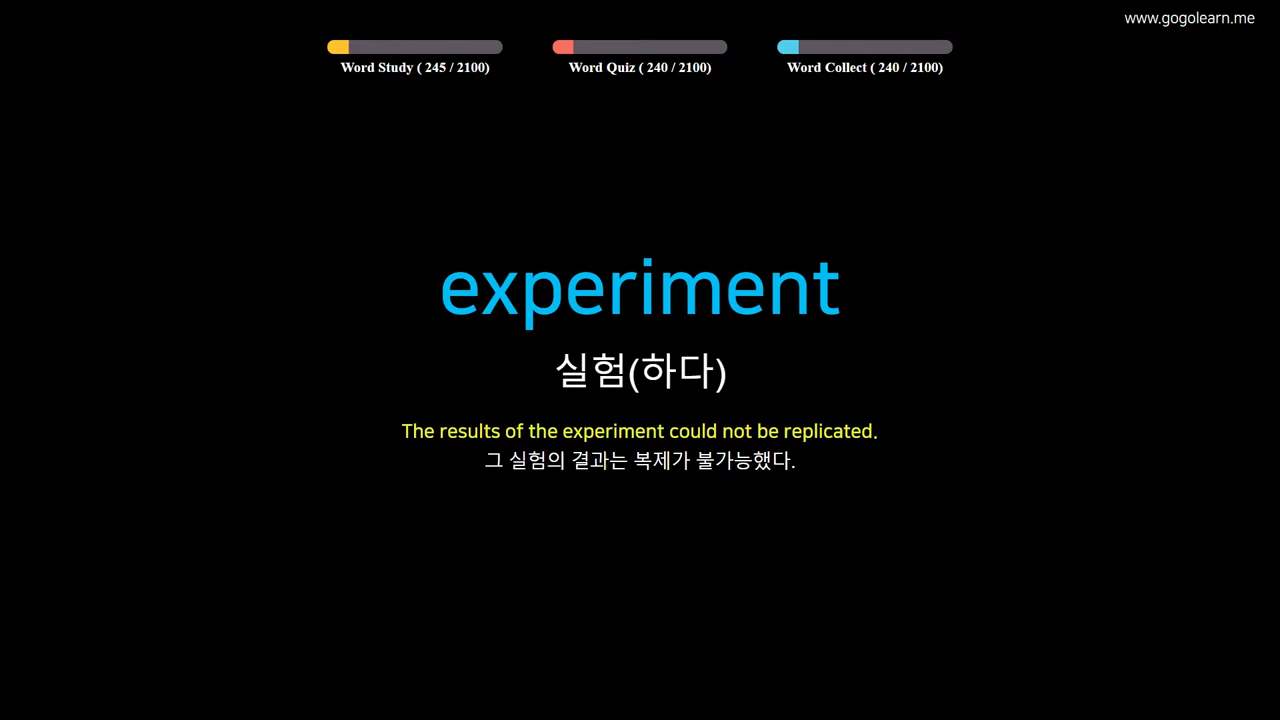 www.gogolearn.me
Word Study ( 245 / 2100)
Word Quiz ( 240 / 2100)
Word Collect ( 240 / 2100)
experiment
실험(하다)
The results of the experiment could not be replicated.
그 실험의 결과는 복제가 불가능했다.